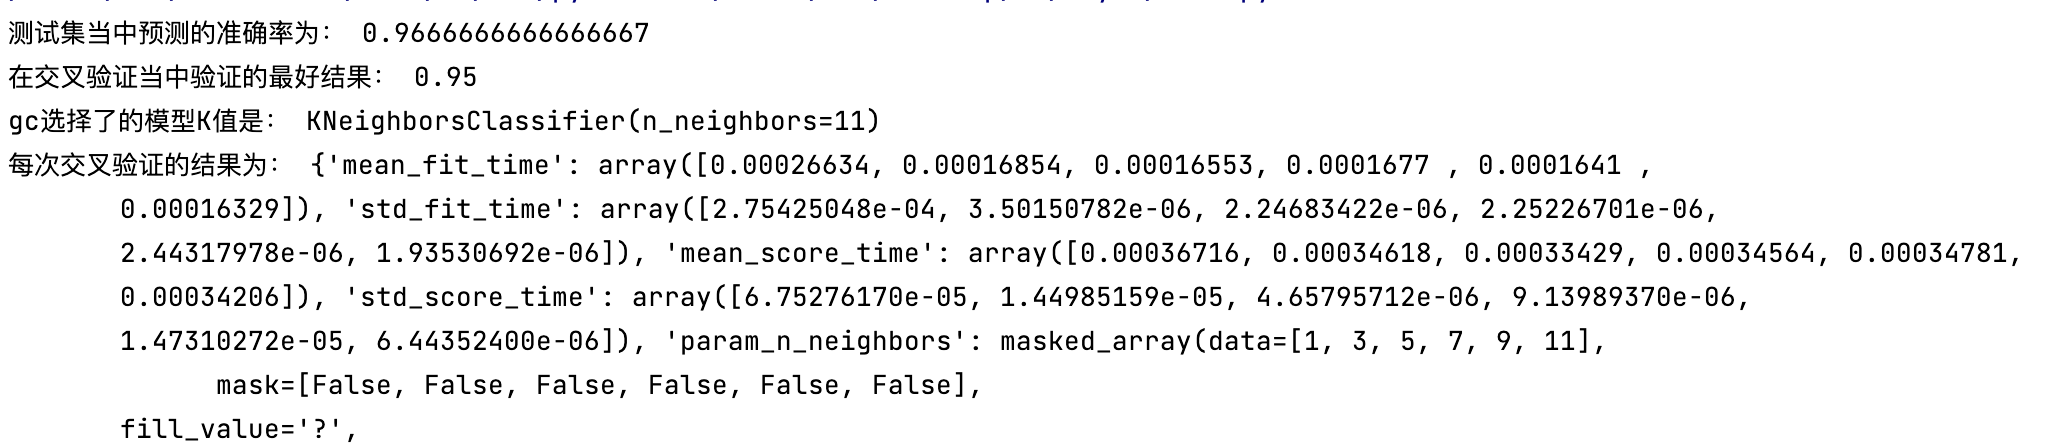 测试集当中预测的准确率为： 0.9666666666666667
在交叉验证当中验证的最好结果： 0.95
gc选择了的模型K值是： KNeighborsClassifier(n_neighbors=11)
每次交叉验证的结果为： {'mean_fit_time': array([0.00026634, 0.00016854, 0.00016553, 0.0001677 , 0.0001641 ,
0.00016329]), 'std_fit_time': array([2.75425048e-04, 3.50150782e-06, 2.24683422e-06, 2.25226701e-06,
2.44317978e-06, 1.93530692e-06]), 'mean_score_time': array([0.00036716, 0.00034618, 0.00033429, 0.00034564, 0.00034781,
0.00034206]), 'std_score_time': array([6.75276170e-05, 1.44985159e-05, 4.65795712e-06, 9.13989370e-06,
1.47310272e-05, 6.44352400e-06]), 'param_n_neighbors': masked_array(data=[1, 3, 5, 7, 9, 11],
mask=[False, False, False, False, False, False],
fill_value='?',